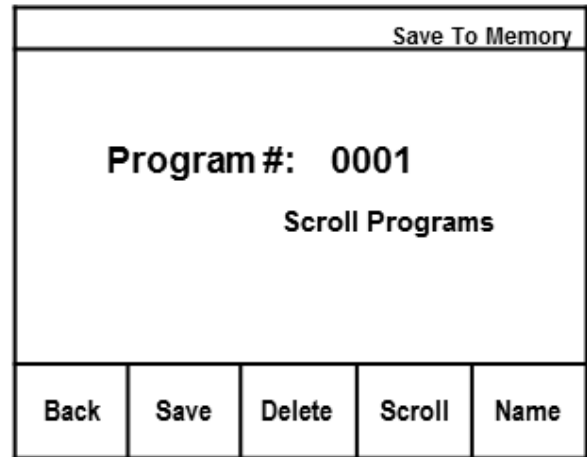 Save To Memory
Program #: 0001
Scroll Programs
Back Save Delete Scroll Name